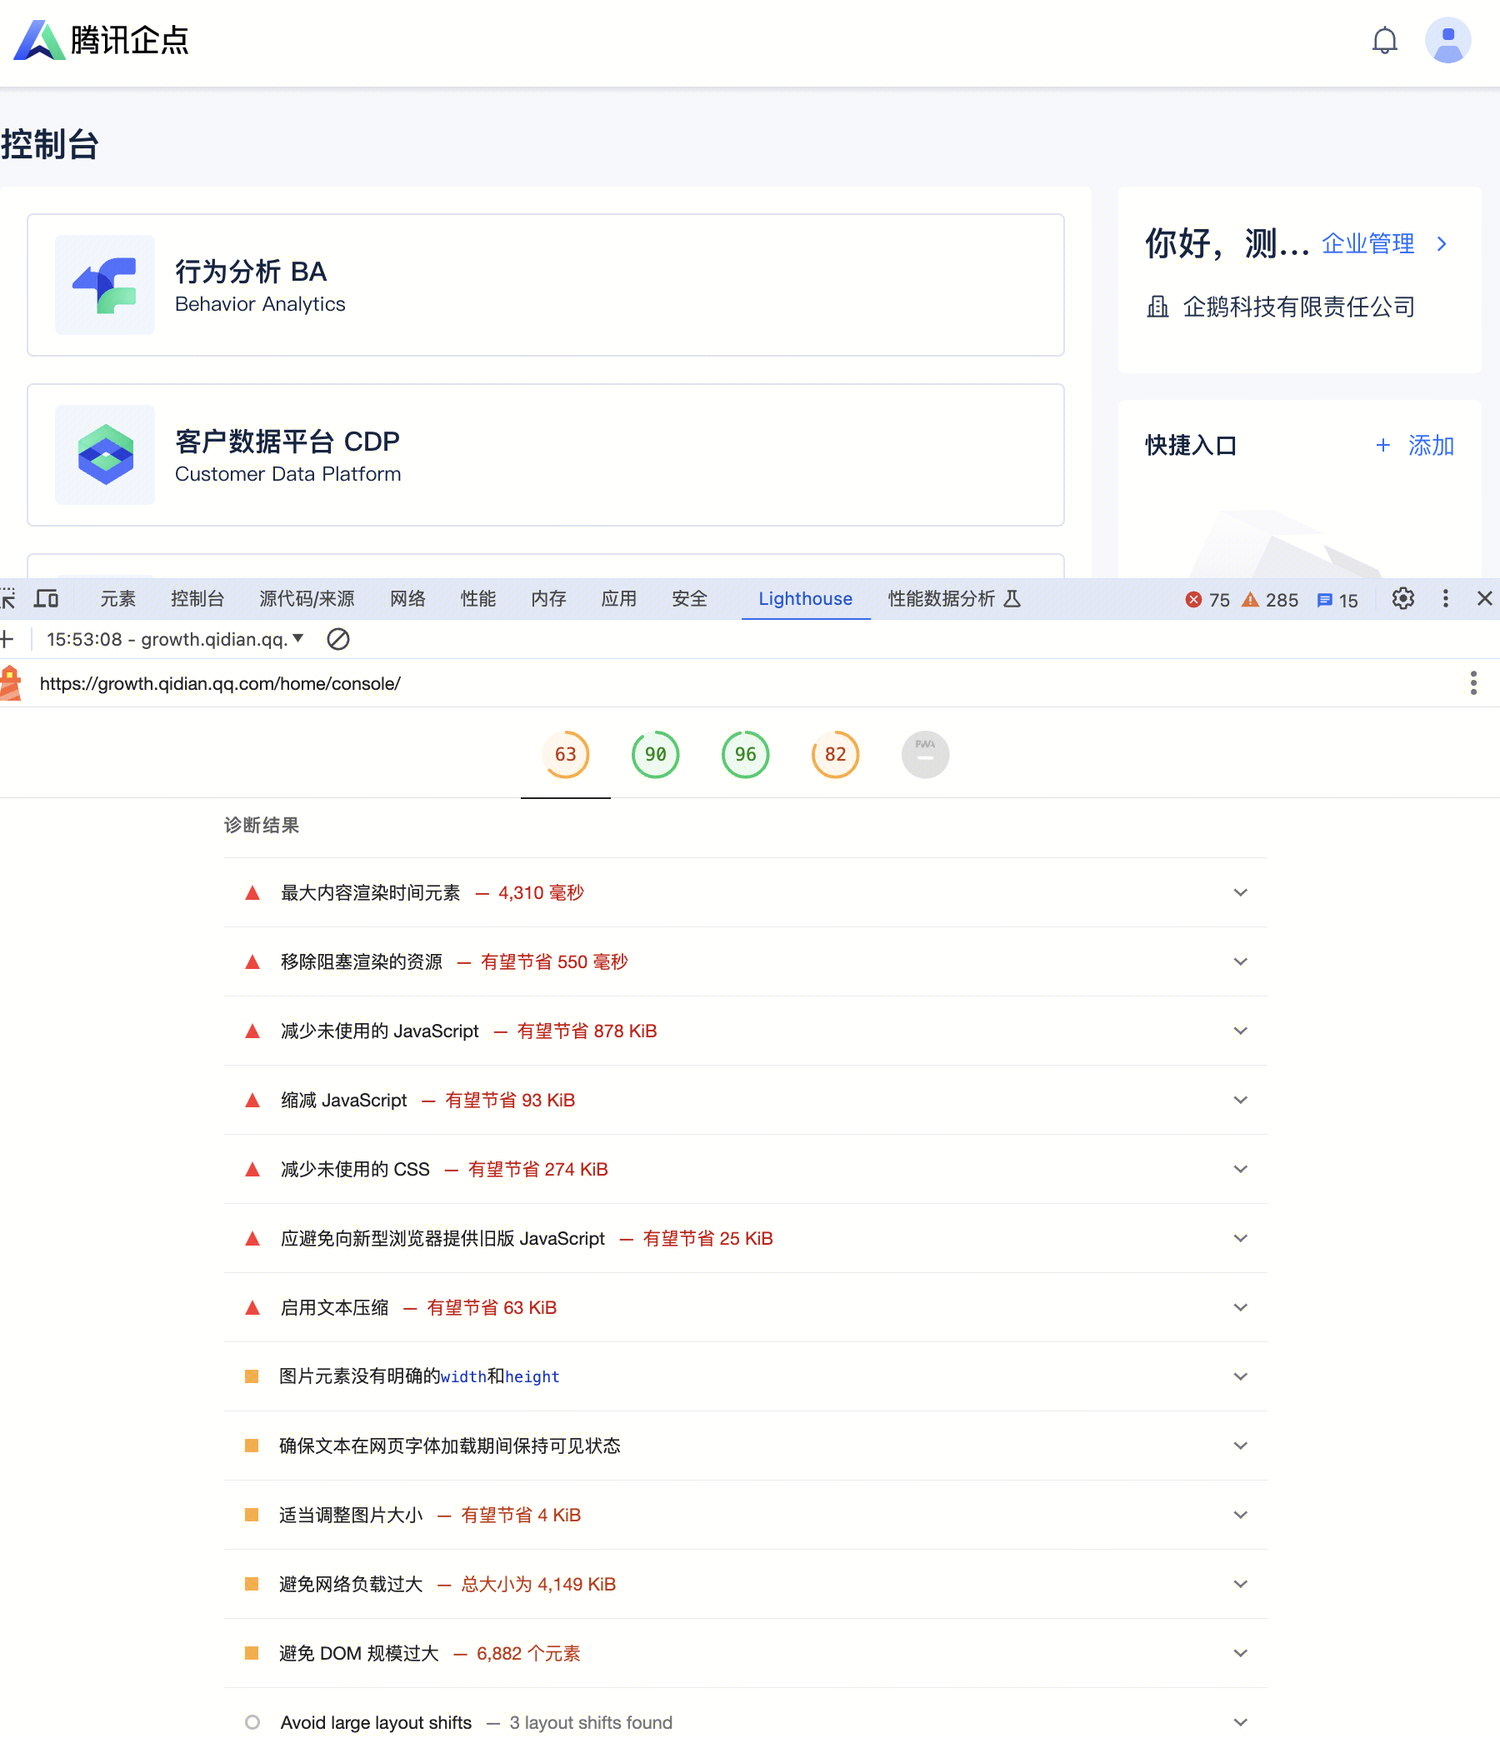 腾讯企点
控制台
行为分析 BA
Behavior Analytics
客户数据平台 CDP
Customer Data Platform
你好，测... 企业管理
企鹅科技有限责任公司
快捷入口 + 添加
元素 控制台 源代码/来源 网络 性能 内存 应用 安全 Lighthouse 性能数据分析 75 285 15
15:53:08 - growth.qidian.qq.
https://growth.qidian.qq.com/home/console/
63 90 96 82 PWA
诊断结果
最大内容渲染时间元素 — 4,310 毫秒
移除阻塞渲染的资源 — 有望节省 550 毫秒
减少未使用的 JavaScript — 有望节省 878 KiB
缩减 JavaScript — 有望节省 93 KiB
减少未使用的 CSS — 有望节省 274 KiB
应避免向新型浏览器提供旧版 JavaScript — 有望节省 25 KiB
启用文本压缩 — 有望节省 63 KiB
图片元素没有明确的width和height
确保文本在网页字体加载期间保持可见状态
适当调整图片大小 — 有望节省 4 KiB
避免网络负载过大 — 总大小为 4,149 KiB
避免 DOM 规模过大 — 6,882 个元素
Avoid large layout shifts — 3 layout shifts found